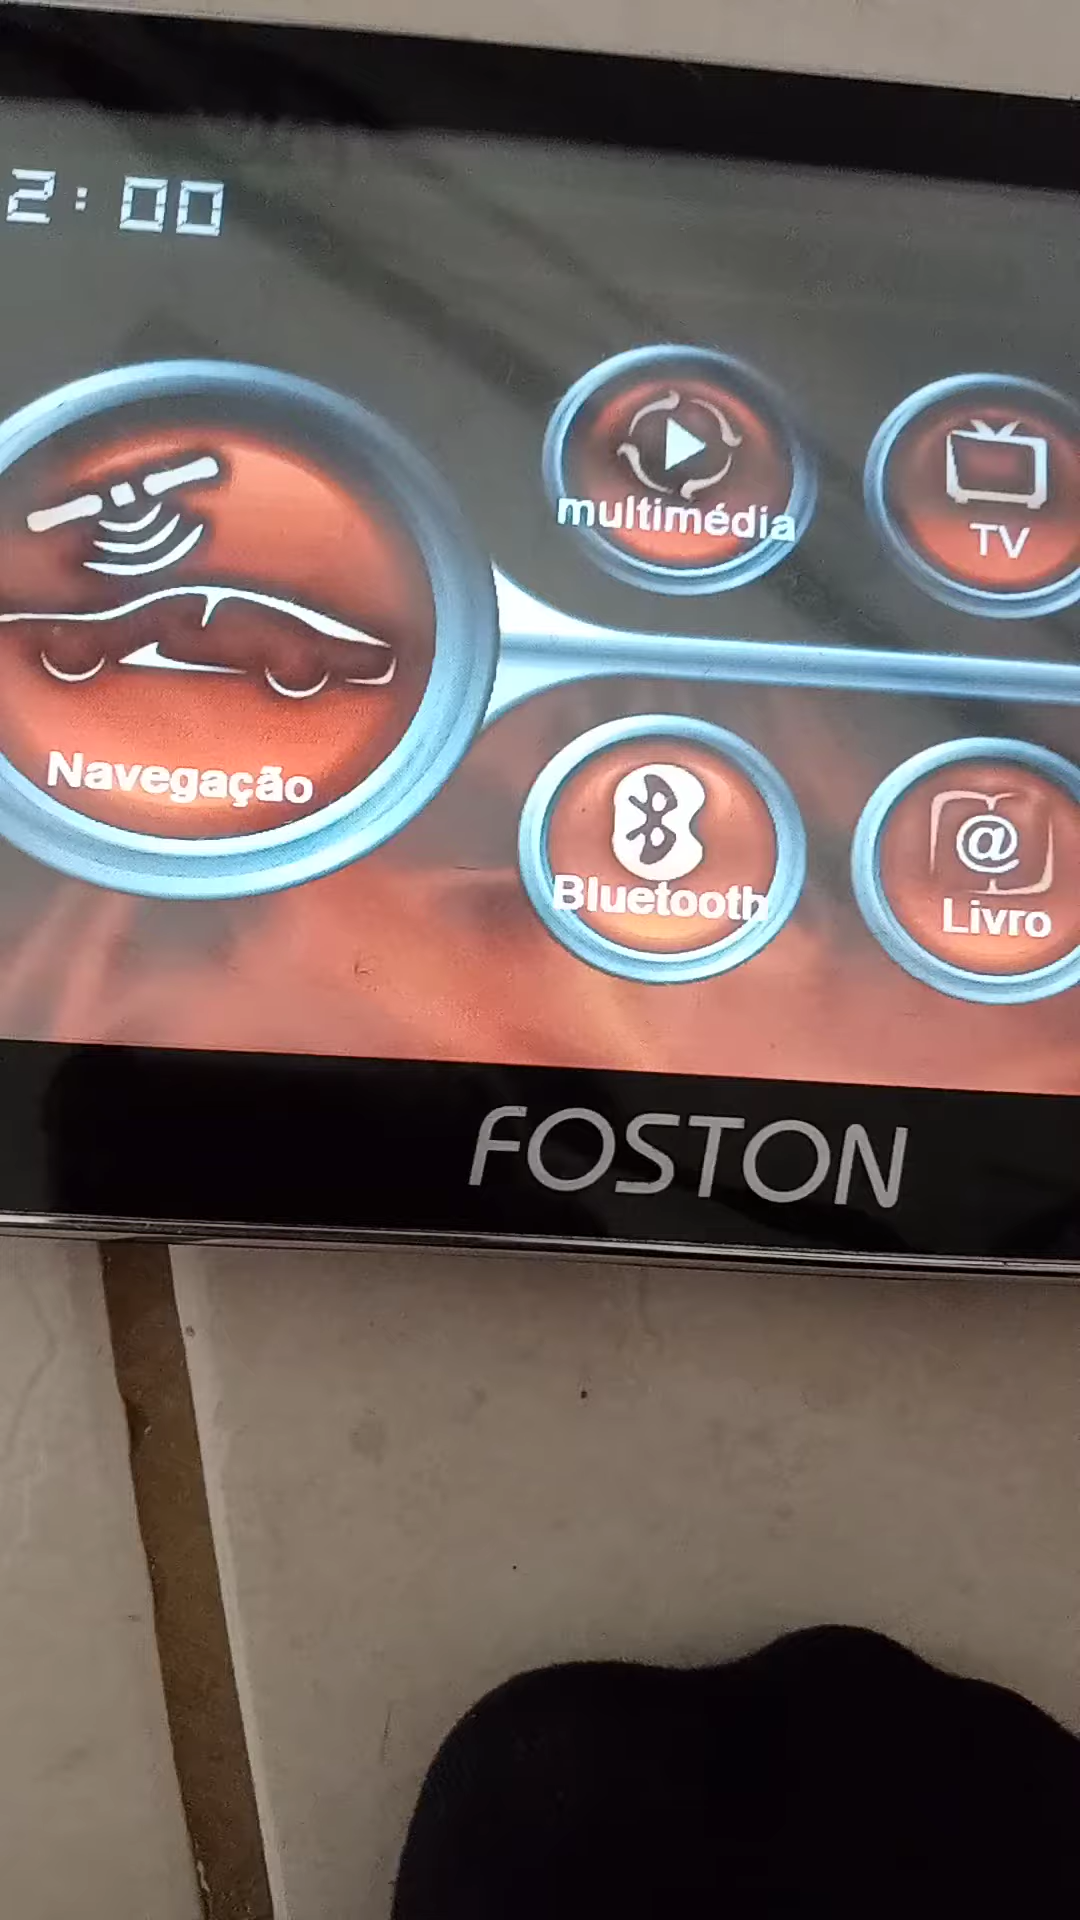 2:00
multimédia
TV
Navegação
Bluetooth
@
Livro
FOSTON